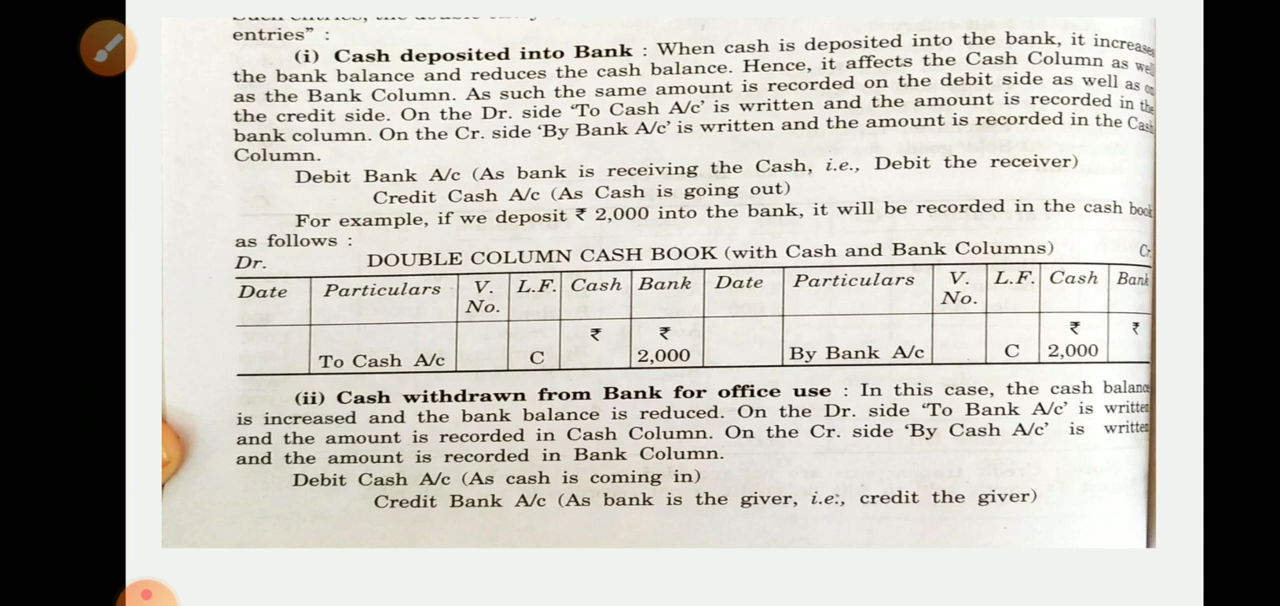 entries” :
(i) Cash deposited into Bank : When cash is deposited into the bank, it increases
the bank balance and reduces the cash balance. Hence, it affects the Cash Column as well
as the Bank Column. As such the same amount is recorded on the debit side as well as on
the credit side. On the Dr. side ‘To Cash A/c’ is written and the amount is recorded in the
bank column. On the Cr. side ‘By Bank A/c’ is written and the amount is recorded in the Cash
Column.
Debit Bank A/c (As bank is receiving the Cash, i.e., Debit the receiver)
Credit Cash A/c (As Cash is going out)
For example, if we deposit ₹ 2,000 into the bank, it will be recorded in the cash book
as follows :
Dr. DOUBLE COLUMN CASH BOOK (with Cash and Bank Columns) Cr.
Date Particulars V. No. L.F. Cash Bank Date Particulars V. No. L.F. Cash Bank
₹ ₹ ₹ ₹
To Cash A/c C 2,000 By Bank A/c C 2,000
(ii) Cash withdrawn from Bank for office use : In this case, the cash balance
is increased and the bank balance is reduced. On the Dr. side ‘To Bank A/c’ is written
and the amount is recorded in Cash Column. On the Cr. side ‘By Cash A/c’ is written
and the amount is recorded in Bank Column.
Debit Cash A/c (As cash is coming in)
Credit Bank A/c (As bank is the giver, i.e:, credit the giver)